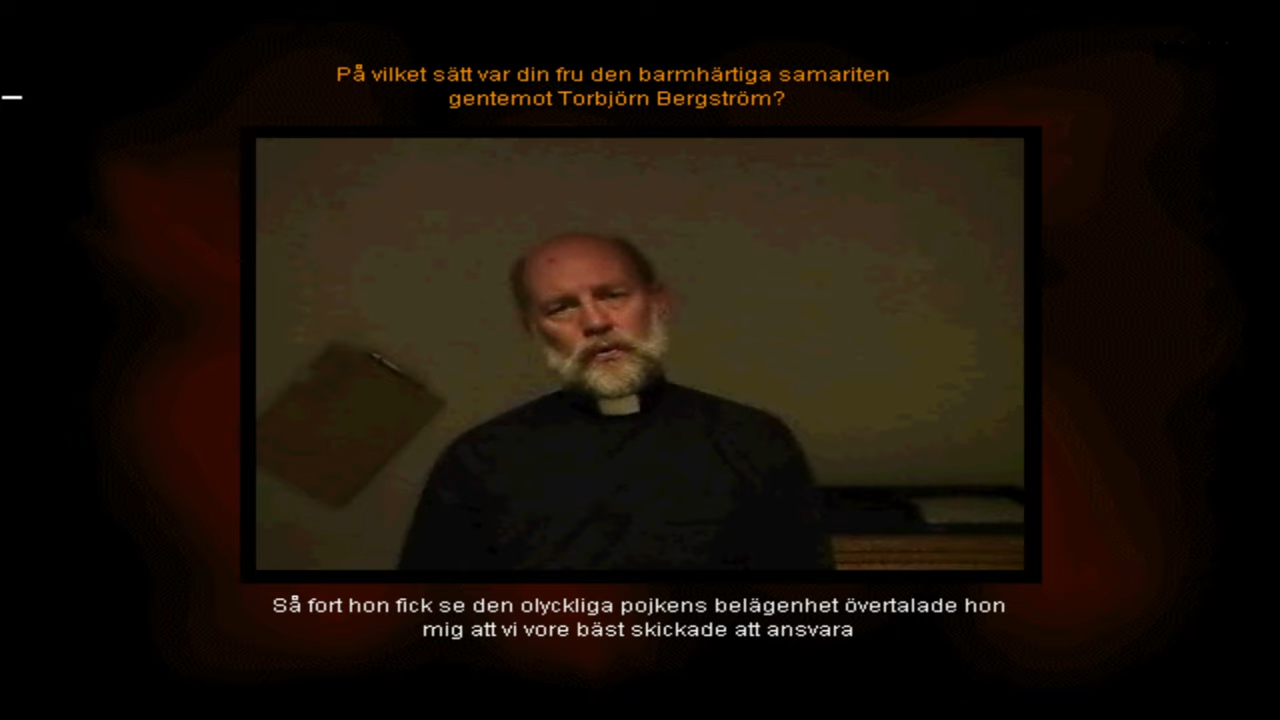 På vilket sätt var din fru den barmhärtiga samariten
gentemot Torbjörn Bergström?
Så fort hon fick se den olyckliga pojkens belägenhet övertalade hon
mig att vi vore bäst skickade att ansvara